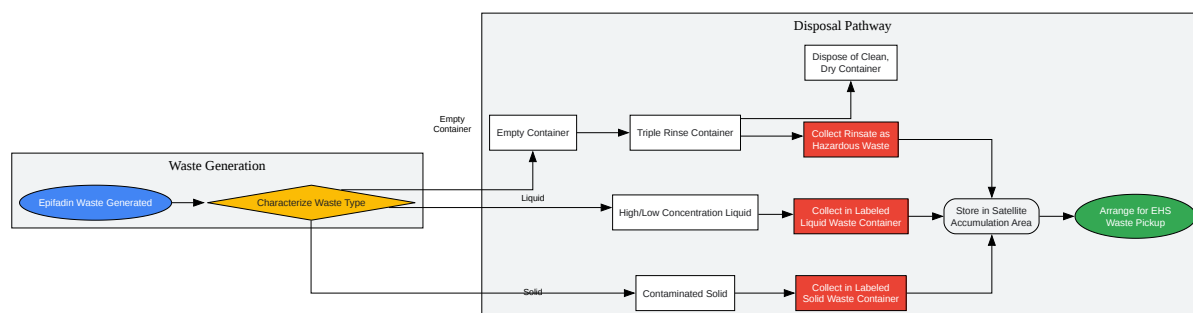 Disposal Pathway
Dispose of Clean,
Dry Container
Empty
Container
Empty Container
Triple Rinse Container
Collect Rinsate as
Hazardous Waste
Waste Generation
Epifadin Waste Generated
Characterize Waste Type
Liquid
High/Low Concentration Liquid
Collect in Labeled
Liquid Waste Container
Store in Satellite
Accumulation Area
Arrange for EHS
Waste Pickup
Solid
Contaminated Solid
Collect in Labeled
Solid Waste Container